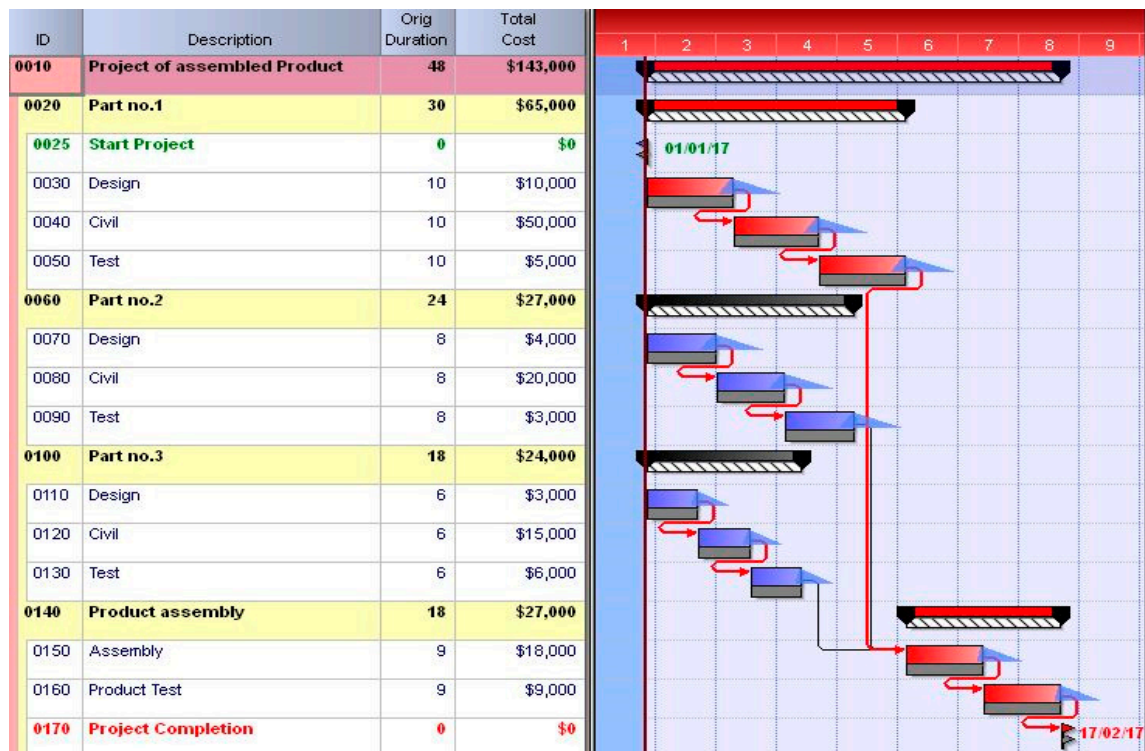 ID Description Orig Duration Total Cost 1 2 3 4 5 6 7 8 9
0010 Project of assembled Product 48 $143,000
0020 Part no.1 30 $65,000
0025 Start Project 0 $0 01/01/17
0030 Design 10 $10,000
0040 Civil 10 $50,000
0050 Test 10 $5,000
0060 Part no.2 24 $27,000
0070 Design 8 $4,000
0080 Civil 8 $20,000
0090 Test 8 $3,000
0100 Part no.3 18 $24,000
0110 Design 6 $3,000
0120 Civil 6 $15,000
0130 Test 6 $6,000
0140 Product assembly 18 $27,000
0150 Assembly 9 $18,000
0160 Product Test 9 $9,000
0170 Project Completion 0 $0 17/02/17